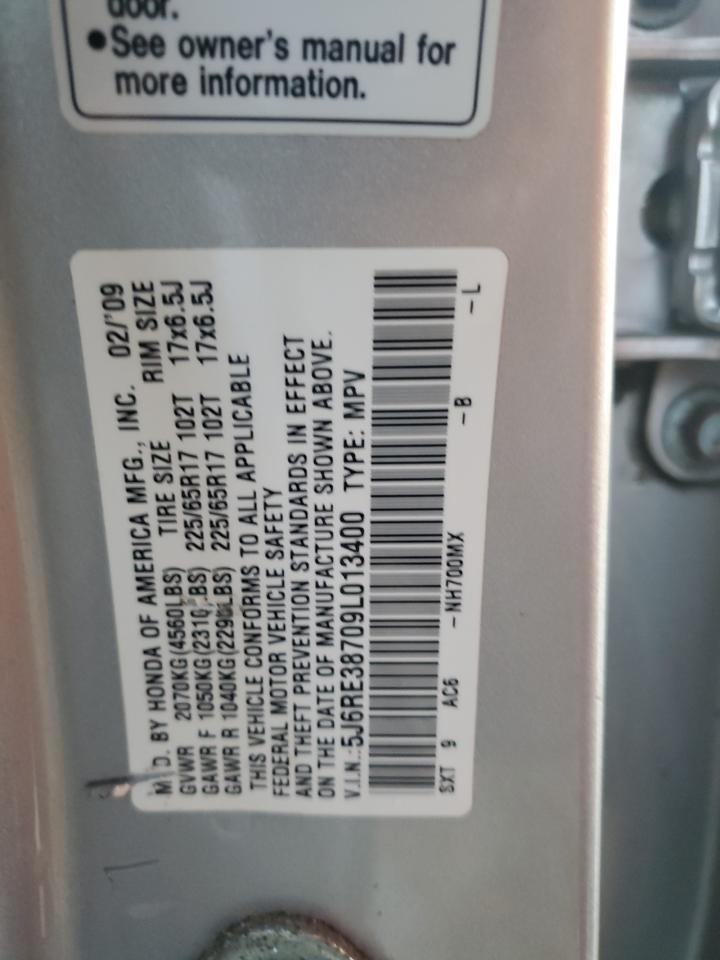 door.
●See owner's manual for
more information.
M D. BY HONDA OF AMERICA MFG., INC. 02/'09
GVWR 2070KG(4560LBS) TIRE SIZE RIM SIZE
GAWR F 1050KG(2310LBS) 225/65R17 102T 17x6.5J
GAWR R 1040KG(2290LBS) 225/65R17 102T 17x6.5J
THIS VEHICLE CONFORMS TO ALL APPLICABLE
FEDERAL MOTOR VEHICLE SAFETY
AND THEFT PREVENTION STANDARDS IN EFFECT
ON THE DATE OF MANUFACTURE SHOWN ABOVE.
V.I.N.:5J6RE38709L013400 TYPE: MPV
SXT 9 AC6 -NH700MX -B -L